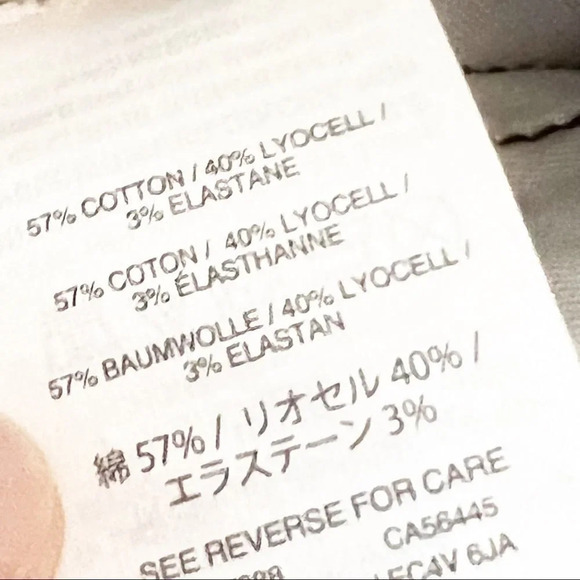 57% COTTON / 40% LYOCELL /
3% ELASTANE
57% COTON / 40% LYOCELL /
3% ÉLASTHANNE
57% BAUMWOLLE / 40% LYOCELL /
3% ELASTAN
綿 57% / リオセル 40% /
エラステーン 3%
SEE REVERSE FOR CARE
CA56445
6JA